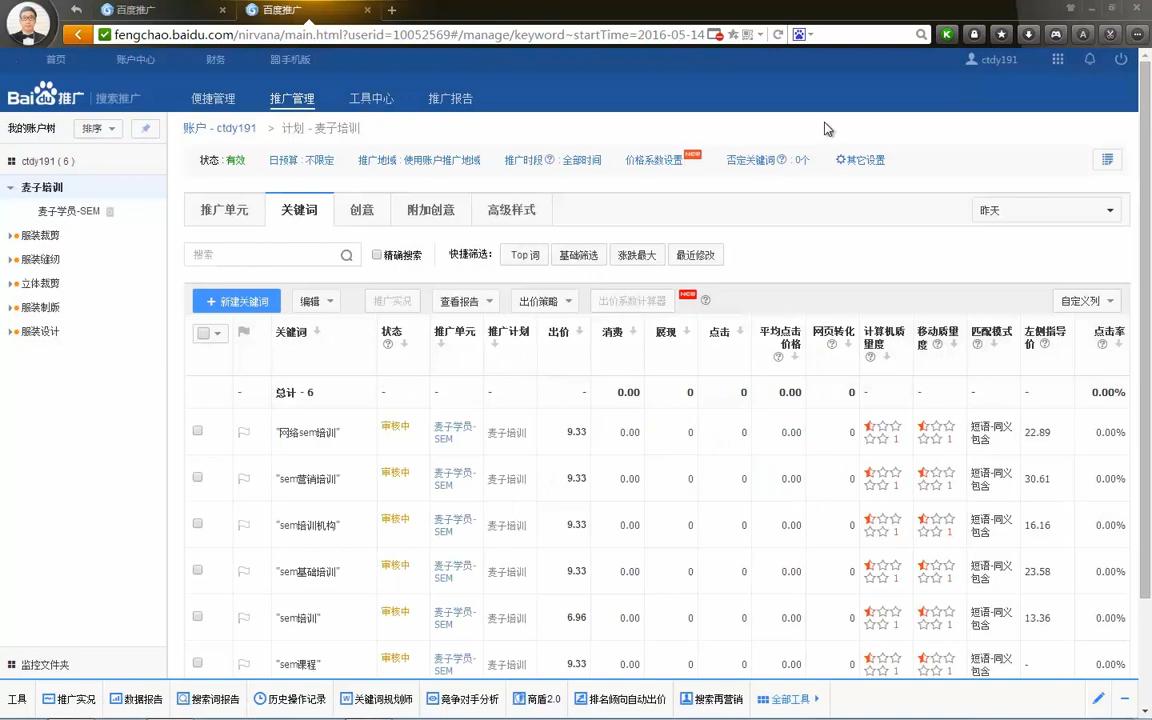 百度推广 × 百度推广 × +
fengchao.baidu.com/nirvana/main.html?userid=10052569#/manage/keyword~startTime=2016-05-14
首页 账户中心 财务 手机版 ctdy191
Bai du 推广 | 搜索推广 便捷管理 推广管理 工具中心 推广报告
我的账户树 排序 账户 - ctdy191 > 计划 - 麦子培训
ctdy191 ( 6 ) 状态 : 有效 日预算 : 不限定 推广地域 : 使用账户推广地域 推广时段 ? : 全部时间 价格系数设置 NEW 否定关键词 ? : 0个 其它设置
麦子培训
麦子学员-SEM
服装裁剪
服装缝纫
立体裁剪
服装制版
服装设计
推广单元 关键词 创意 附加创意 高级样式 昨天
搜索 精确搜索 快捷筛选: Top 词 基础筛选 涨跌最大 最近修改
+ 新建关键词 编辑 推广实况 查看报告 出价策略 出价系数计算器 NEW ? 自定义列
关键词 状态 推广单元 推广计划 出价 消费 展现 点击 平均点击价格 网页转化 计算机质量度 移动质量度 匹配模式 左侧指导价 点击率
- 总计 - 6 - - - - 0.00 0 0 0.00 0 - - - - 0.00%
"网络sem培训" 审核中 麦子学员-SEM 麦子培训 9.33 0.00 0 0 0.00 0 1 1 短语-同义包含 22.89 0.00%
"sem营销培训" 审核中 麦子学员-SEM 麦子培训 9.33 0.00 0 0 0.00 0 1 1 短语-同义包含 30.61 0.00%
"sem培训机构" 审核中 麦子学员-SEM 麦子培训 9.33 0.00 0 0 0.00 0 1 1 短语-同义包含 16.16 0.00%
"sem基础培训" 审核中 麦子学员-SEM 麦子培训 9.33 0.00 0 0 0.00 0 1 1 短语-同义包含 23.58 0.00%
"sem培训" 审核中 麦子学员-SEM 麦子培训 6.96 0.00 0 0 0.00 0 1 1 短语-同义包含 13.36 0.00%
"sem课程" 审核中 麦子学员-SEM 麦子培训 9.33 0.00 0 0 0.00 0 1 1 短语-同义包含 - 0.00%
监控文件夹
工具 推广实况 数据报告 搜索词报告 历史操作记录 关键词规划师 竞争对手分析 商盾2.0 排名倾向自动出价 搜索再营销 全部工具